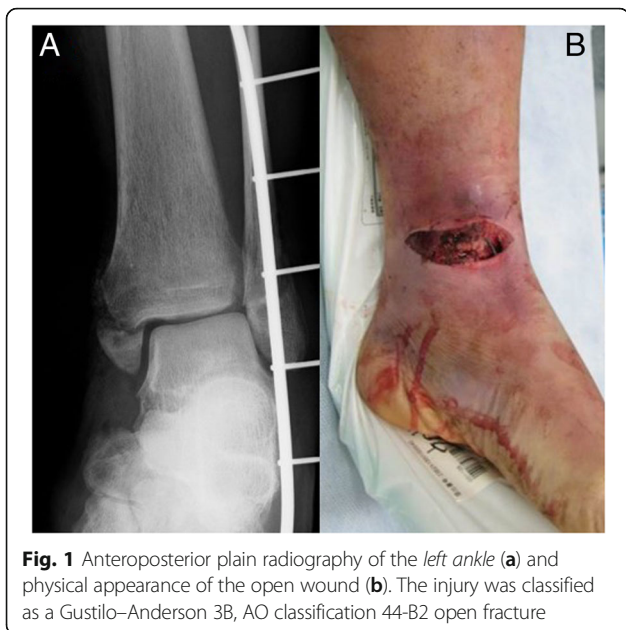 A
B
Fig. 1 Anteroposterior plain radiography of the left ankle (a) and
physical appearance of the open wound (b). The injury was classified
as a Gustilo–Anderson 3B, AO classification 44-B2 open fracture